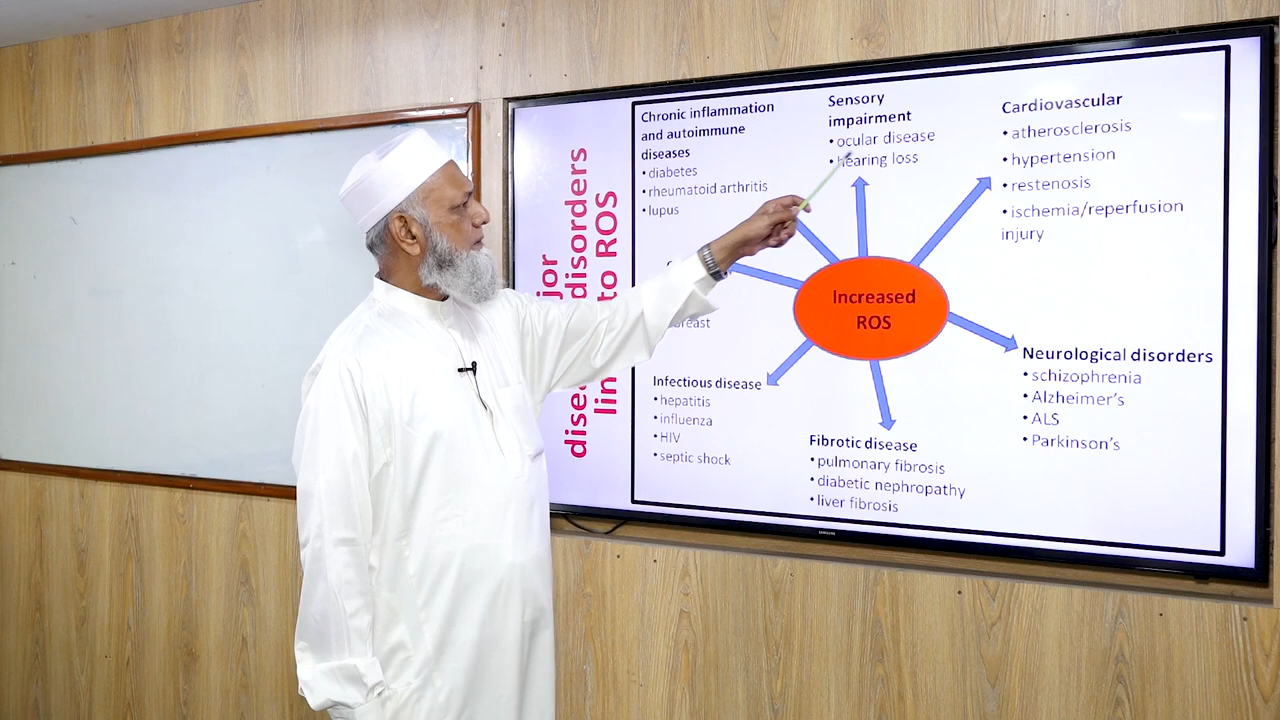 jor
disorders
to ROS
Chronic inflammation
and autoimmune
diseases
• diabetes
• rheumatoid arthritis
• lupus
Sensory
impairment
• ocular disease
• hearing loss
Cardiovascular
• atherosclerosis
• hypertension
• restenosis
• ischemia/reperfusion
injury
Increased
ROS
Neurological disorders
• schizophrenia
• Alzheimer's
• ALS
• Parkinson's
Infectious disease
• hepatitis
• influenza
• HIV
• septic shock
Fibrotic disease
• pulmonary fibrosis
• diabetic nephropathy
• liver fibrosis
SAMSUNG